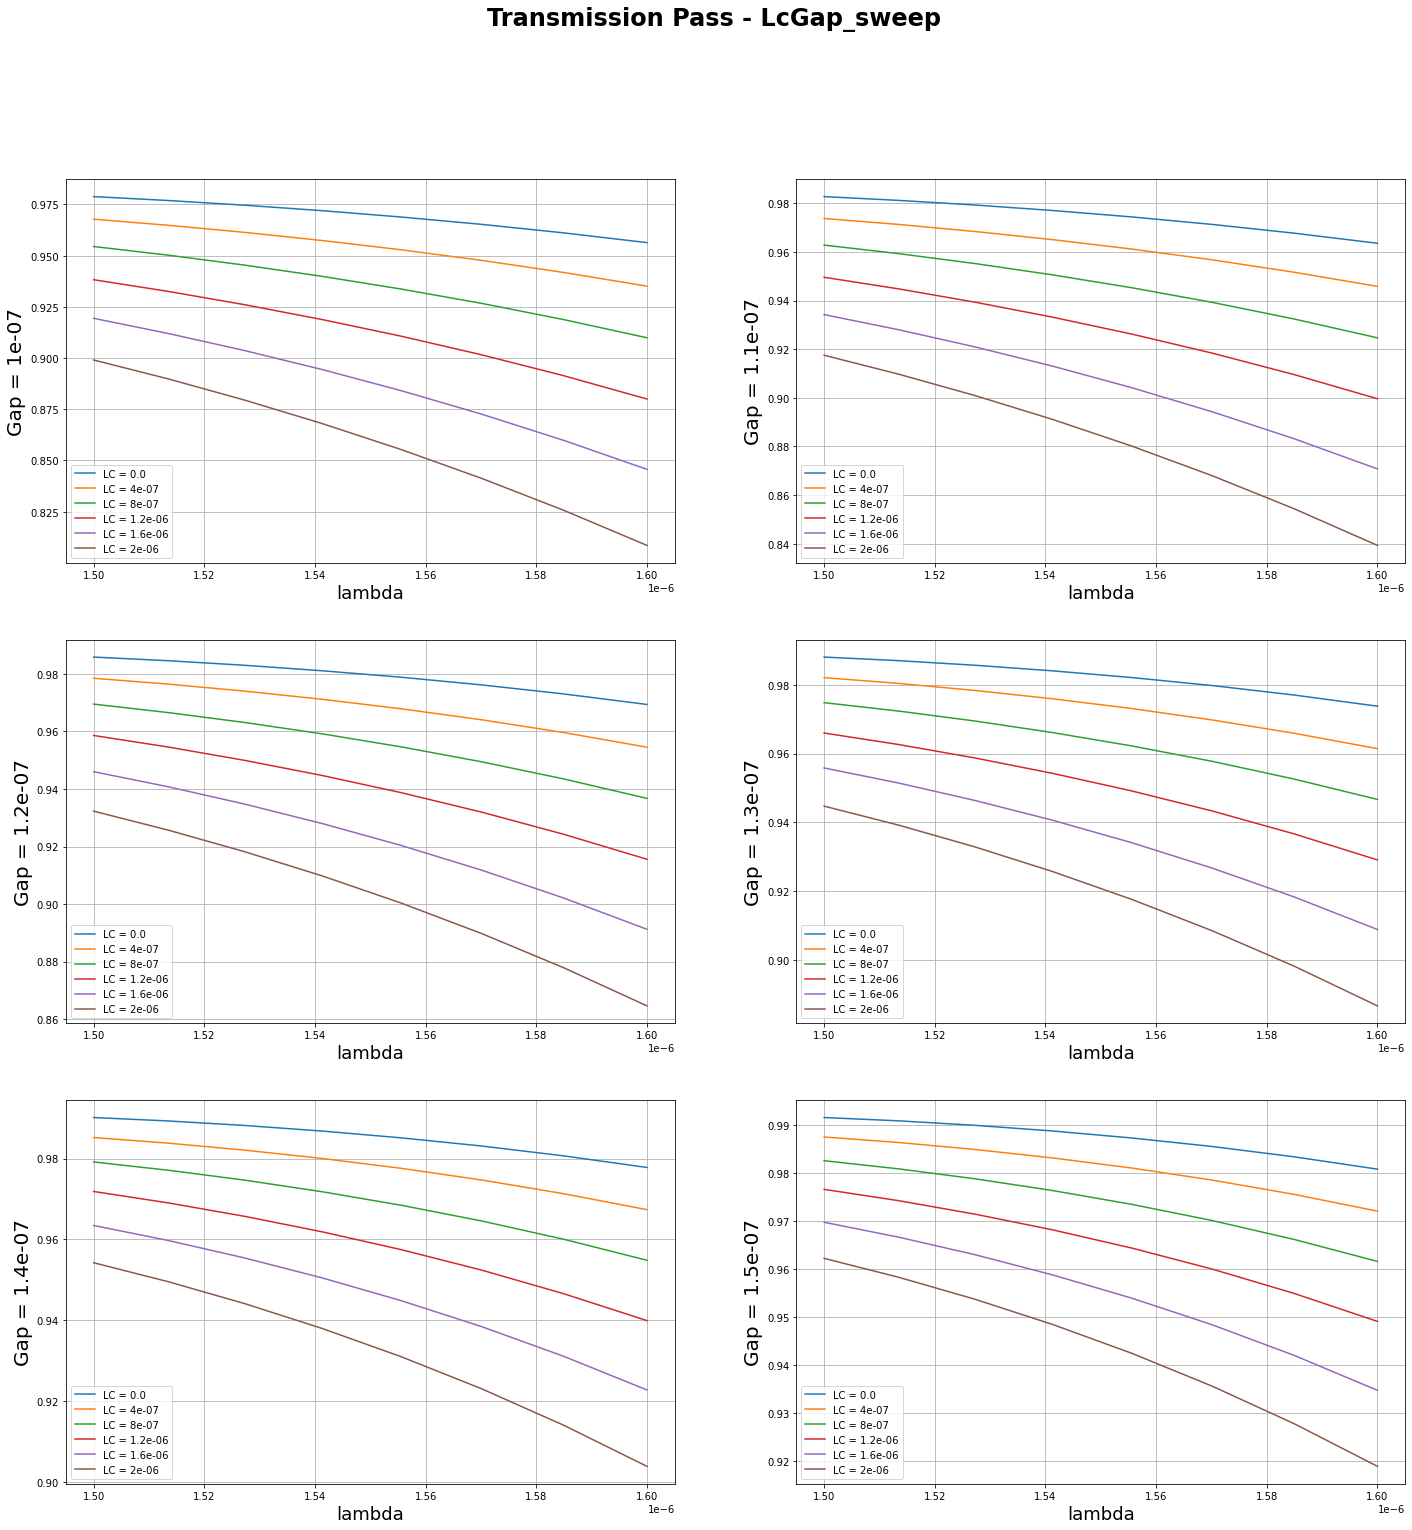 Transmission Pass - LcGap_sweep
Gap = 1e-07
0.975
0.950
0.925
0.900
0.875
0.850
0.825
LC = 0.0
LC = 4e-07
LC = 8e-07
LC = 1.2e-06
LC = 1.6e-06
LC = 2e-06
1.50 1.52 1.54 1.56 1.58 1.60
1e−6
lambda
Gap = 1.1e-07
0.98
0.96
0.94
0.92
0.90
0.88
0.86
0.84
LC = 0.0
LC = 4e-07
LC = 8e-07
LC = 1.2e-06
LC = 1.6e-06
LC = 2e-06
1.50 1.52 1.54 1.56 1.58 1.60
1e−6
lambda
Gap = 1.2e-07
0.98
0.96
0.94
0.92
0.90
0.88
0.86
LC = 0.0
LC = 4e-07
LC = 8e-07
LC = 1.2e-06
LC = 1.6e-06
LC = 2e-06
1.50 1.52 1.54 1.56 1.58 1.60
1e−6
lambda
Gap = 1.3e-07
0.98
0.96
0.94
0.92
0.90
LC = 0.0
LC = 4e-07
LC = 8e-07
LC = 1.2e-06
LC = 1.6e-06
LC = 2e-06
1.50 1.52 1.54 1.56 1.58 1.60
1e−6
lambda
Gap = 1.4e-07
0.98
0.96
0.94
0.92
0.90
LC = 0.0
LC = 4e-07
LC = 8e-07
LC = 1.2e-06
LC = 1.6e-06
LC = 2e-06
1.50 1.52 1.54 1.56 1.58 1.60
1e−6
lambda
Gap = 1.5e-07
0.99
0.98
0.97
0.96
0.95
0.94
0.93
0.92
LC = 0.0
LC = 4e-07
LC = 8e-07
LC = 1.2e-06
LC = 1.6e-06
LC = 2e-06
1.50 1.52 1.54 1.56 1.58 1.60
1e−6
lambda